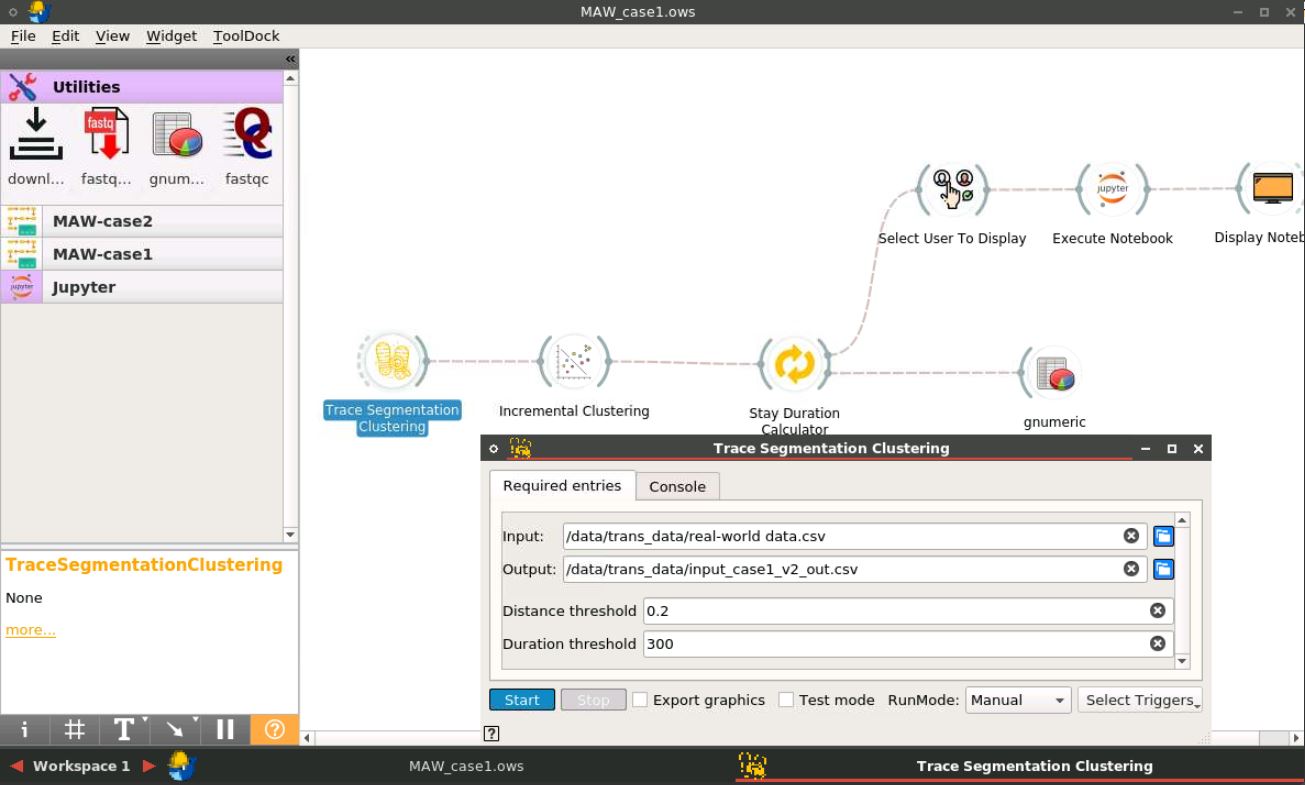 MAW_case1.ows
File Edit View Widget ToolDock
«
Utilities
fastq
downl... fastq... gnum... fastqc
MAW-case2
MAW-case1
jupyter
Jupyter
jupyter
Select User To Display
Execute Notebook
Display Noteb
Trace Segmentation
Clustering
Incremental Clustering
Stay Duration
Calculator
gnumeric
Trace Segmentation Clustering
Required entries
Console
Input: /data/trans_data/real-world data.csv
Output: /data/trans_data/input_case1_v2_out.csv
Distance threshold 0.2
Duration threshold 300
Start Stop Export graphics Test mode RunMode: Manual Select Triggers
?
TraceSegmentationClustering
None
more...
i # T ?
Workspace 1
MAW_case1.ows
Trace Segmentation Clustering